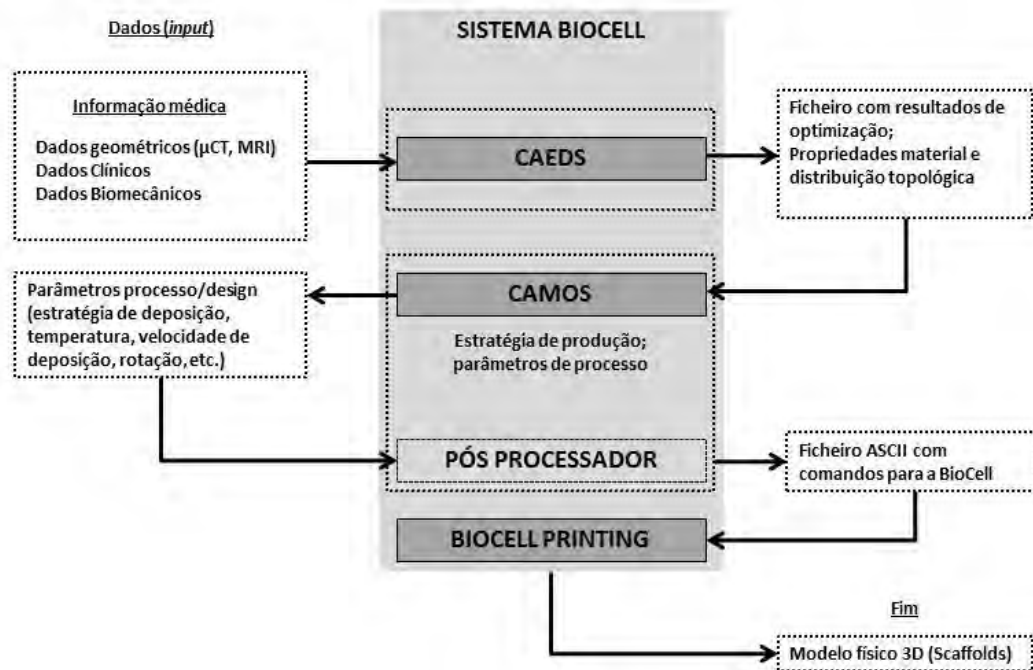 Dados (input)
SISTEMA BIOCELL
Informação médica
Dados geométricos (µCT, MRI)
Dados Clínicos
Dados Biomecânicos
CAEDS
Ficheiro com resultados de
optimização;
Propriedades material e
distribuição topológica
Parâmetros processo/design
(estratégia de deposição,
temperatura, velocidade de
deposição, rotação, etc.)
CAMOS
Estratégia de produção;
parâmetros de processo
PÓS PROCESSADOR
Ficheiro ASCII com
comandos para a BioCell
BIOCELL PRINTING
Fim
Modelo físico 3D (Scaffolds)